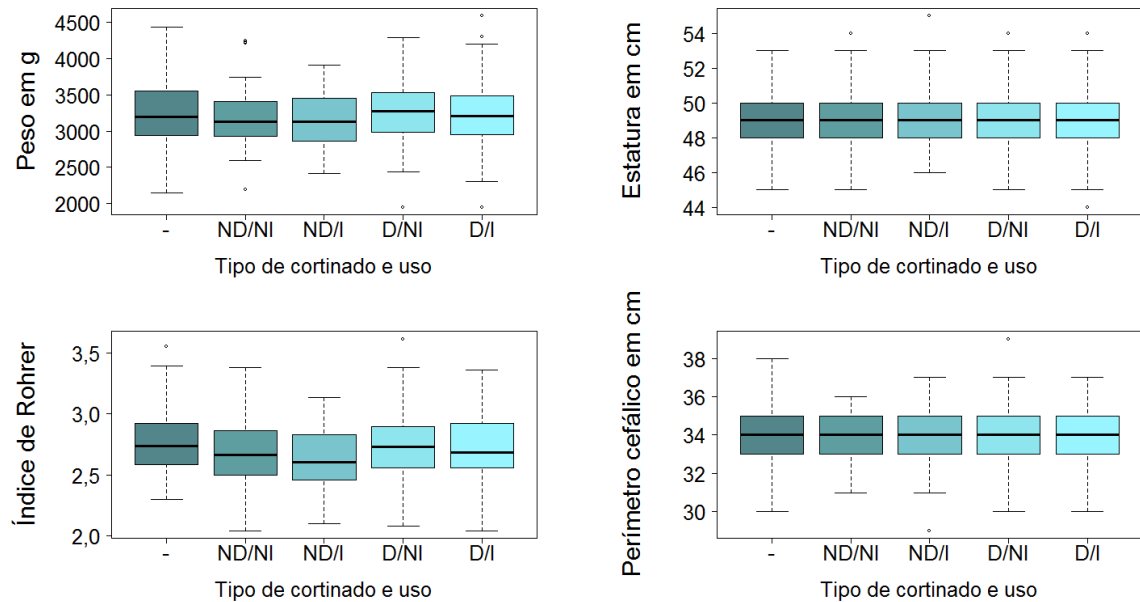 Peso em g
4500
4000
3500
3000
2500
2000
- ND/NI ND/I D/NI D/I
Tipo de cortinado e uso
Estatura em cm
54
52
50
48
46
44
- ND/NI ND/I D/NI D/I
Tipo de cortinado e uso
Índice de Rohrer
3,5
3,0
2,5
2,0
- ND/NI ND/I D/NI D/I
Tipo de cortinado e uso
Perímetro cefálico em cm
38
36
34
32
30
- ND/NI ND/I D/NI D/I
Tipo de cortinado e uso